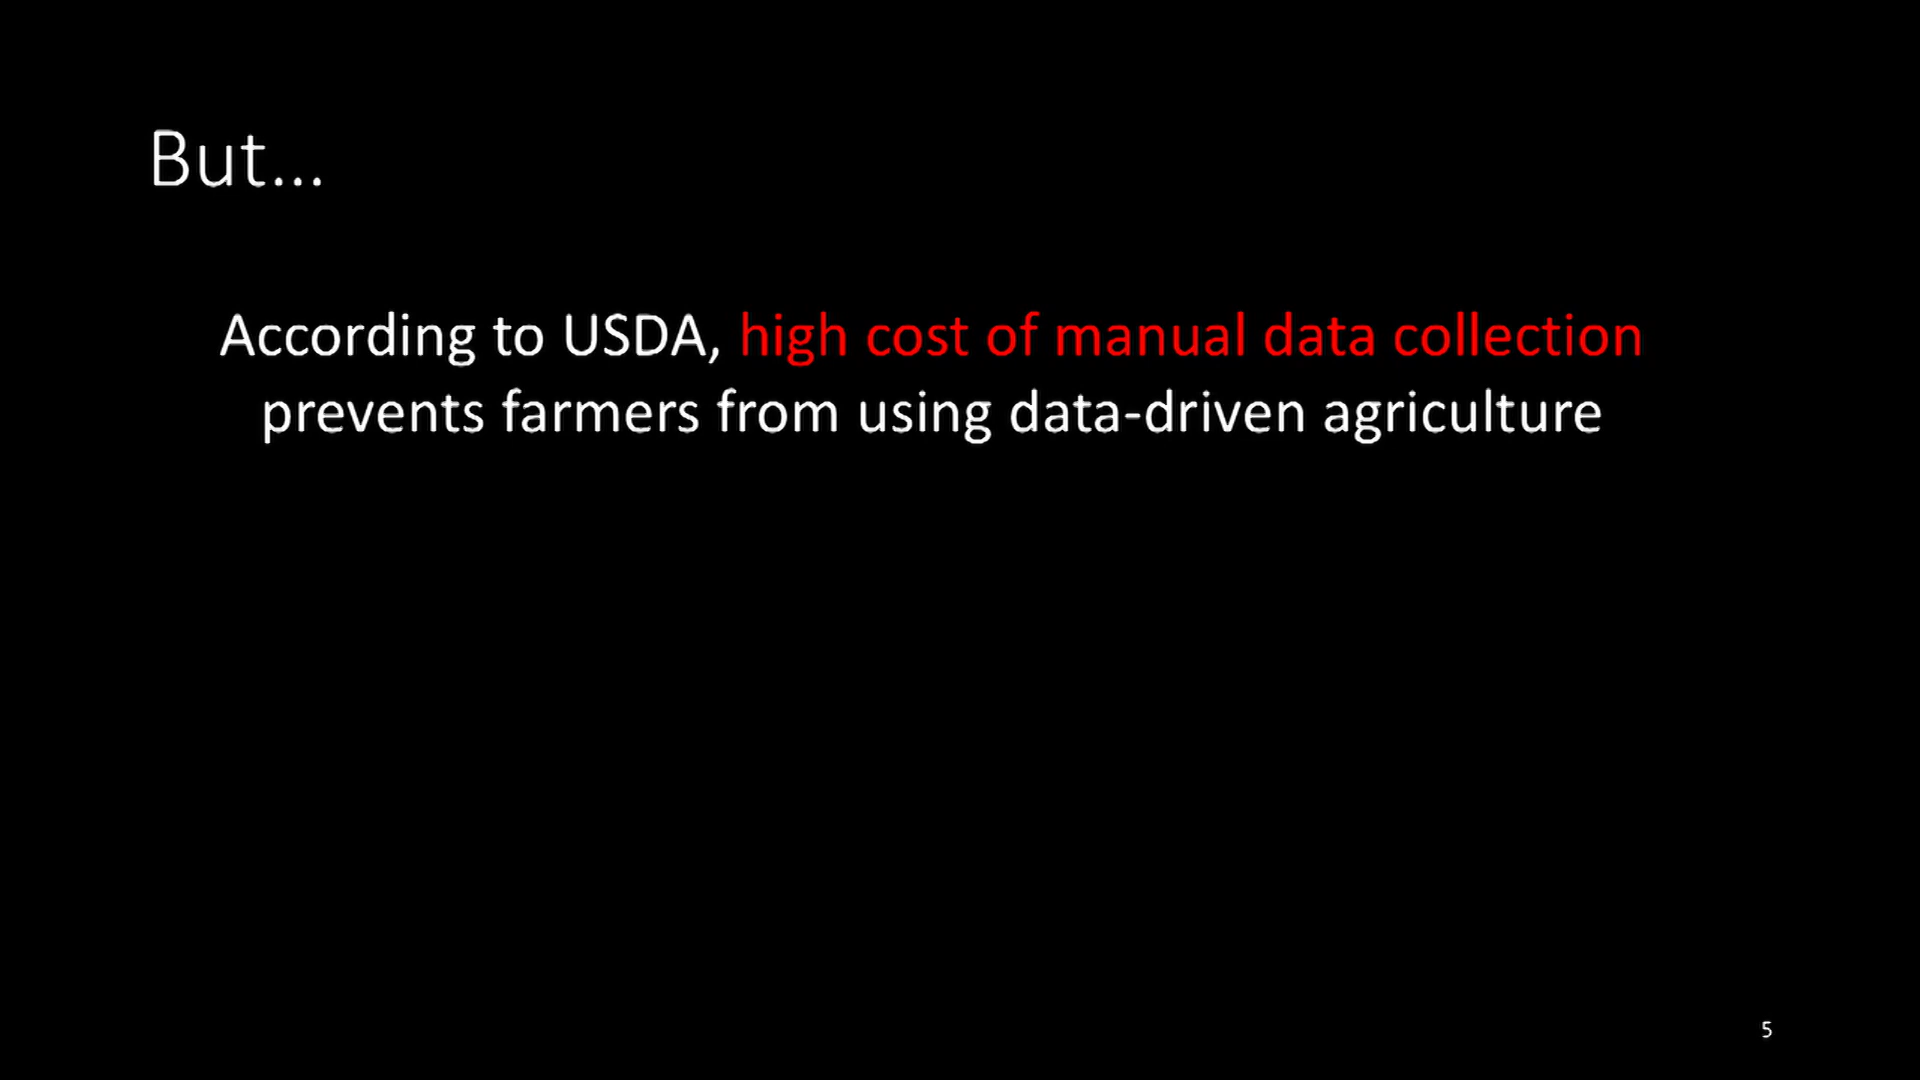 But...
According to USDA, high cost of manual data collection
prevents farmers from using data-driven agriculture
5